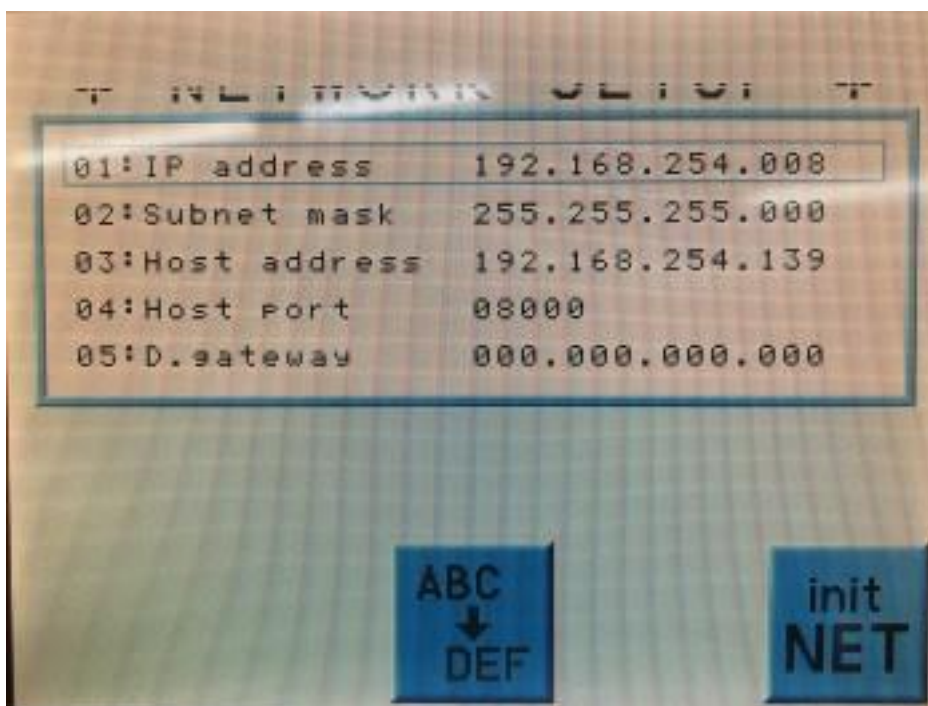 01:IP address 192.168.254.008
02:Subnet mask 255.255.255.000
03:Host address 192.168.254.139
04:Host port 08000
05:D.gateway 000.000.000.000
ABC
DEF
init
NET